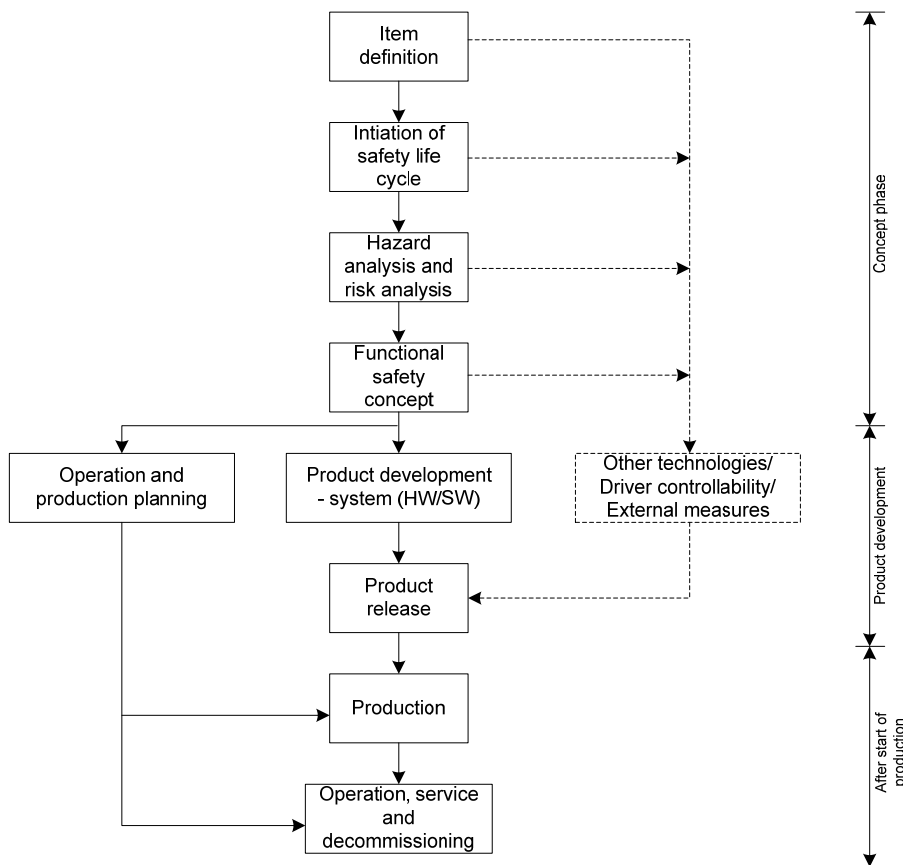 Item
definition
Intiation of
safety life
cycle
Hazard
analysis and
risk analysis
Functional
safety
concept
Concept phase
Operation and
production planning
Product development
- system (HW/SW)
Other technologies/
Driver controllability/
External measures
Product
release
Product development
Production
Operation, service
and
decommissioning
After start of
production